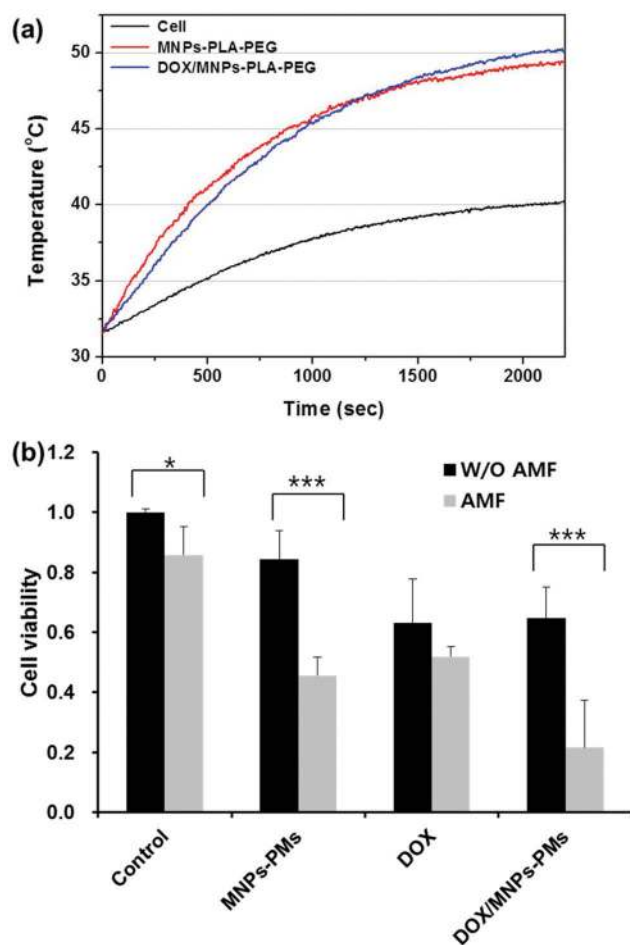 (a)
Cell
MNPs-PLA-PEG
DOX/MNPs-PLA-PEG
50
45
40
35
30
Temperature (°C)
0 500 1000 1500 2000
Time (sec)
(b)
1.2
1.0
0.8
0.6
0.4
0.2
0.0
Cell viability
*
***
***
W/O AMF
AMF
Control
MNPs-PMs
DOX
DOX/MNPs-PMs